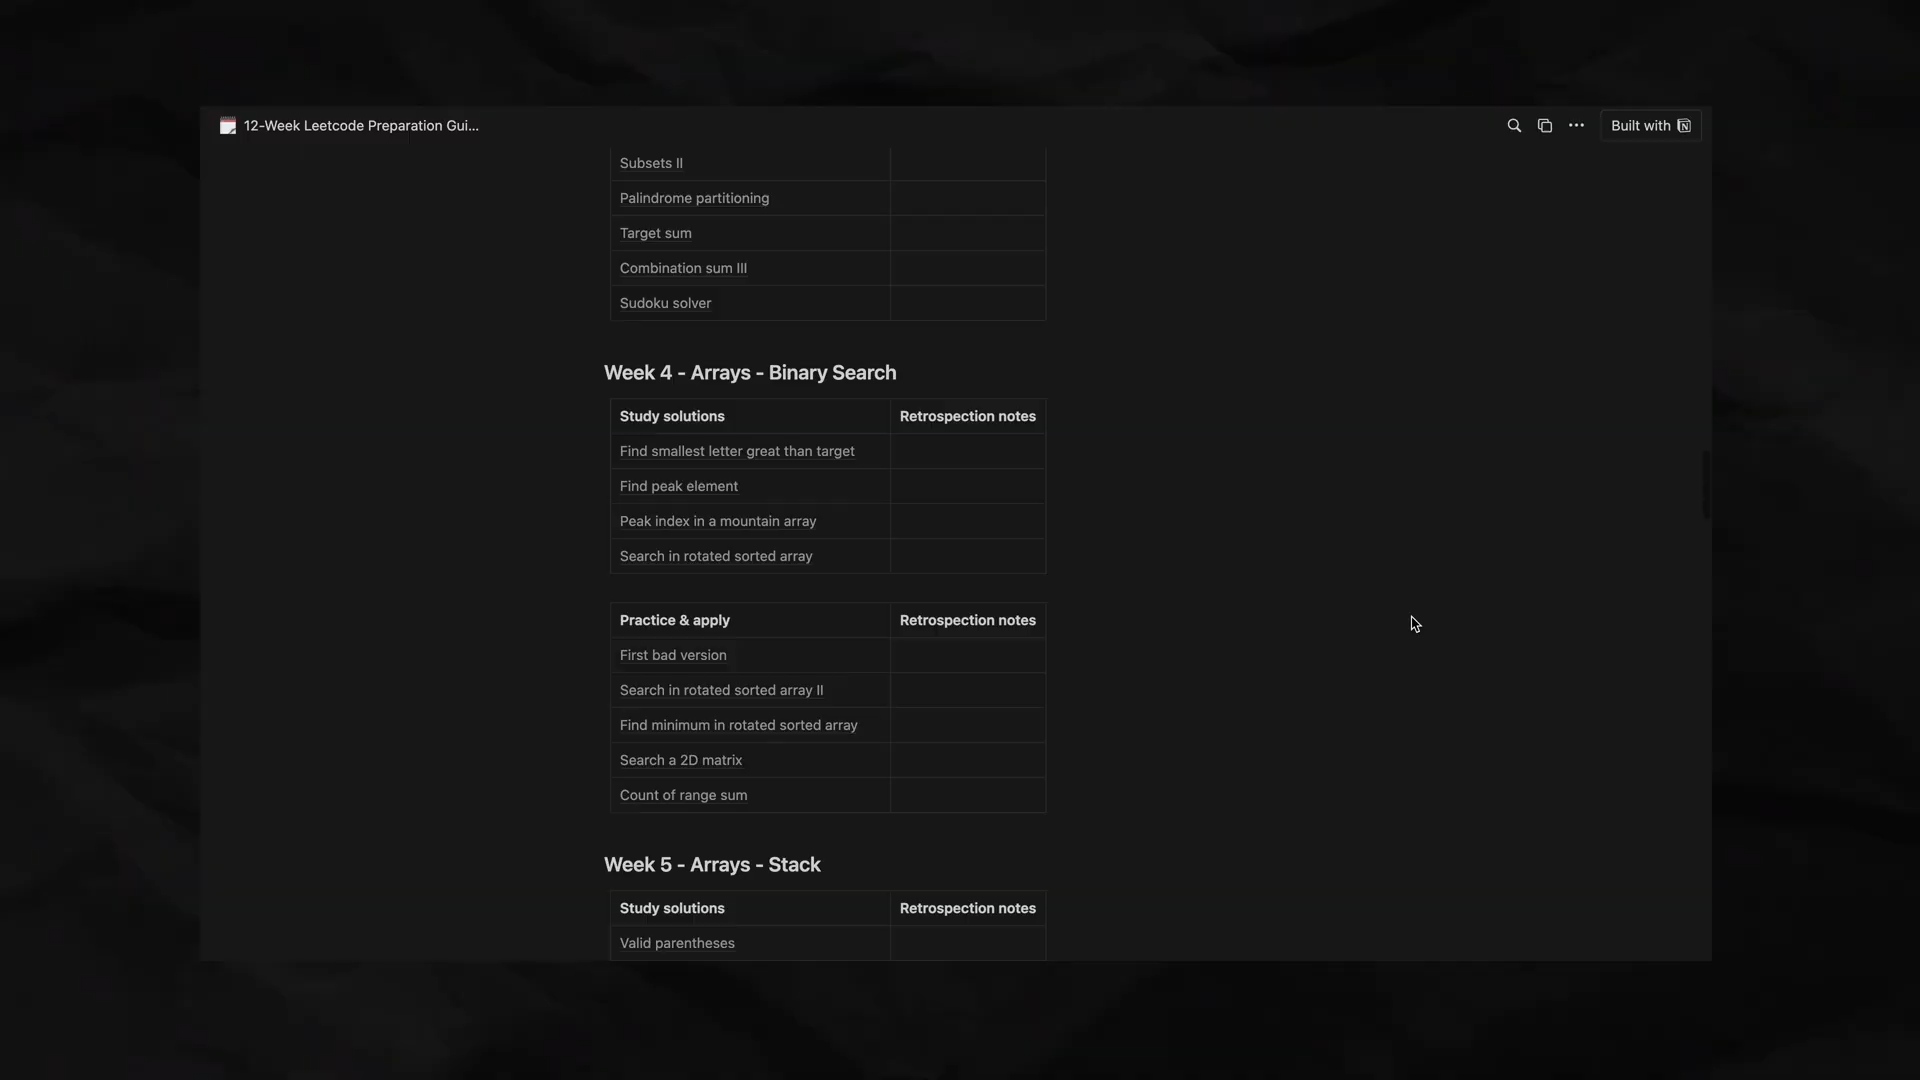 12-Week Leetcode Preparation Gui...
Built with
Subsets II
Palindrome partitioning
Target sum
Combination sum III
Sudoku solver
Week 4 - Arrays - Binary Search
Study solutions Retrospection notes
Find smallest letter great than target
Find peak element
Peak index in a mountain array
Search in rotated sorted array
Practice & apply Retrospection notes
First bad version
Search in rotated sorted array II
Find minimum in rotated sorted array
Search a 2D matrix
Count of range sum
Week 5 - Arrays - Stack
Study solutions Retrospection notes
Valid parentheses